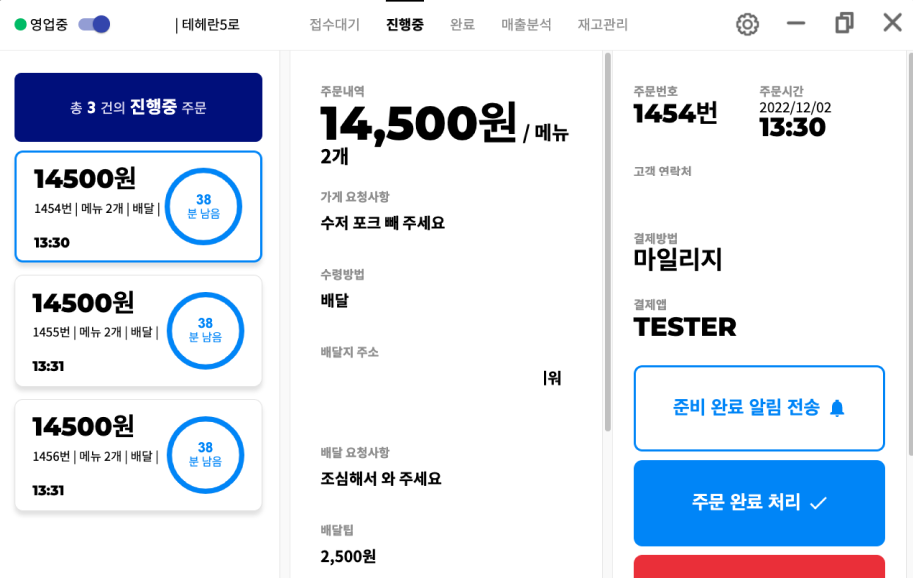 영업중
| 테헤란5로
접수대기 진행중 완료 매출분석 재고관리
총 3 건의 진행중 주문
14500원
1454번 | 메뉴 2개 | 배달 |
13:30
38
분 남음
14500원
1455번 | 메뉴 2개 | 배달 |
13:31
38
분 남음
14500원
1456번 | 메뉴 2개 | 배달 |
13:31
38
분 남음
주문내역
14,500원 / 메뉴
2개
가게 요청사항
수저 포크 빼 주세요
수령방법
배달
배달지 주소
배달 요청사항
조심해서 와 주세요
배달팁
2,500원
주문번호
1454번
주문시간
2022/12/02
13:30
고객 연락처
결제방법
마일리지
결제앱
TESTER
준비 완료 알림 전송
주문 완료 처리